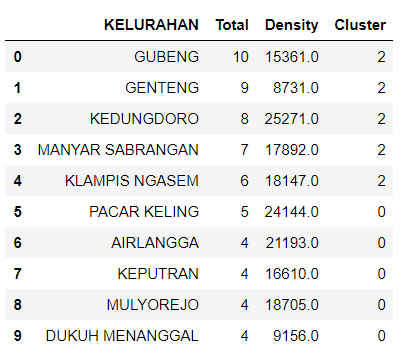 KELURAHAN Total Density Cluster
0 GUBENG 10 15361.0 2
1 GENTENG 9 8731.0 2
2 KEDUNGDORO 8 25271.0 2
3 MANYAR SABRANGAN 7 17892.0 2
4 KLAMPIS NGASEM 6 18147.0 2
5 PACAR KELING 5 24144.0 0
6 AIRLANGGA 4 21193.0 0
7 KEPUTRAN 4 16610.0 0
8 MULYOREJO 4 18705.0 0
9 DUKUH MENANGGAL 4 9156.0 0